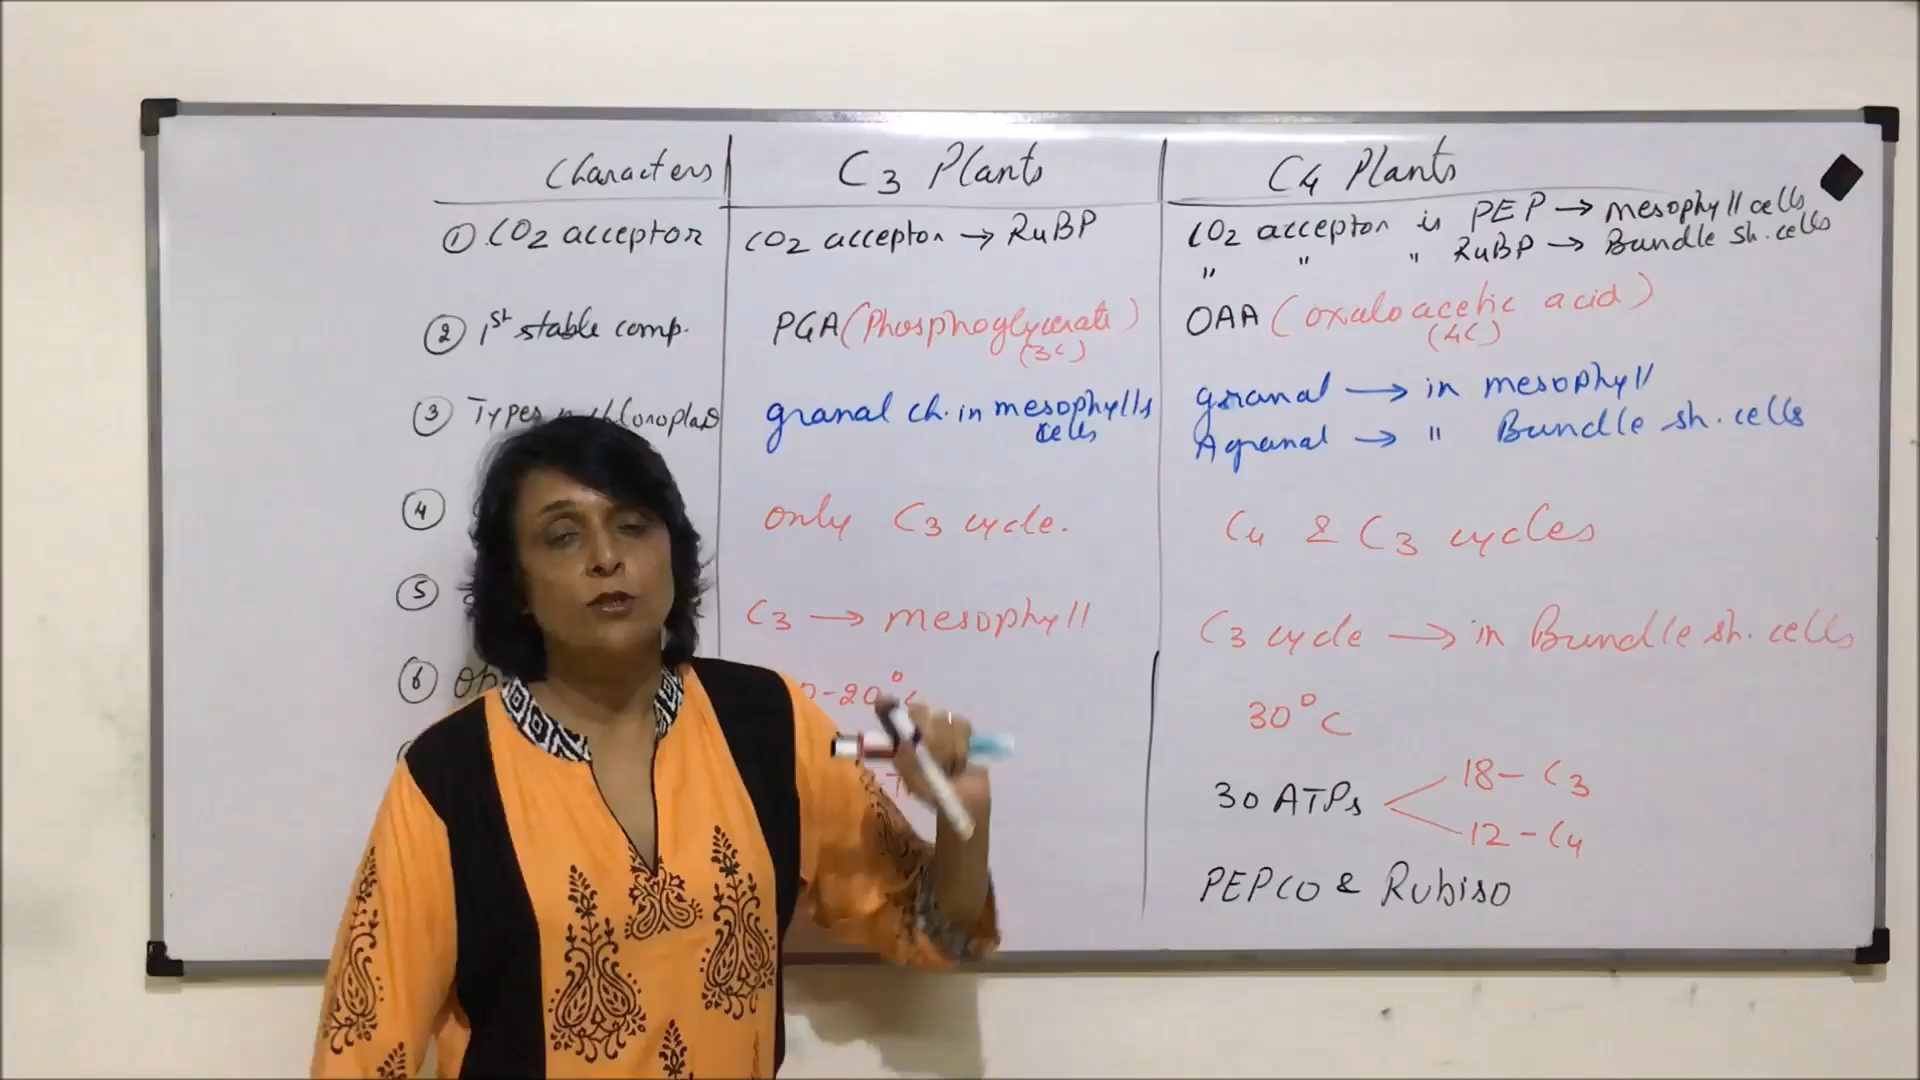 Characters C3 Plants C4 Plants
① CO2 acceptor CO2 acceptor → RuBP CO2 acceptor is PEP → mesophyll cells
" " " RuBP → Bundle sh. cells
② 1st stable comp. PGA (Phosphoglycerate) OAA (oxaloacetic acid)
(3C) (4C)
③ Types granal ch. in mesophylls granal → in mesophyll
cells Agranal → " Bundle sh. cells
④ only C3 cycle. C4 & C3 cycles
⑤ C3 → mesophyll C3 cycle → in Bundle sh. cells
⑥ 30°C
30 ATPs 18 - C3
12 - C4
PEPCO & Rubiso